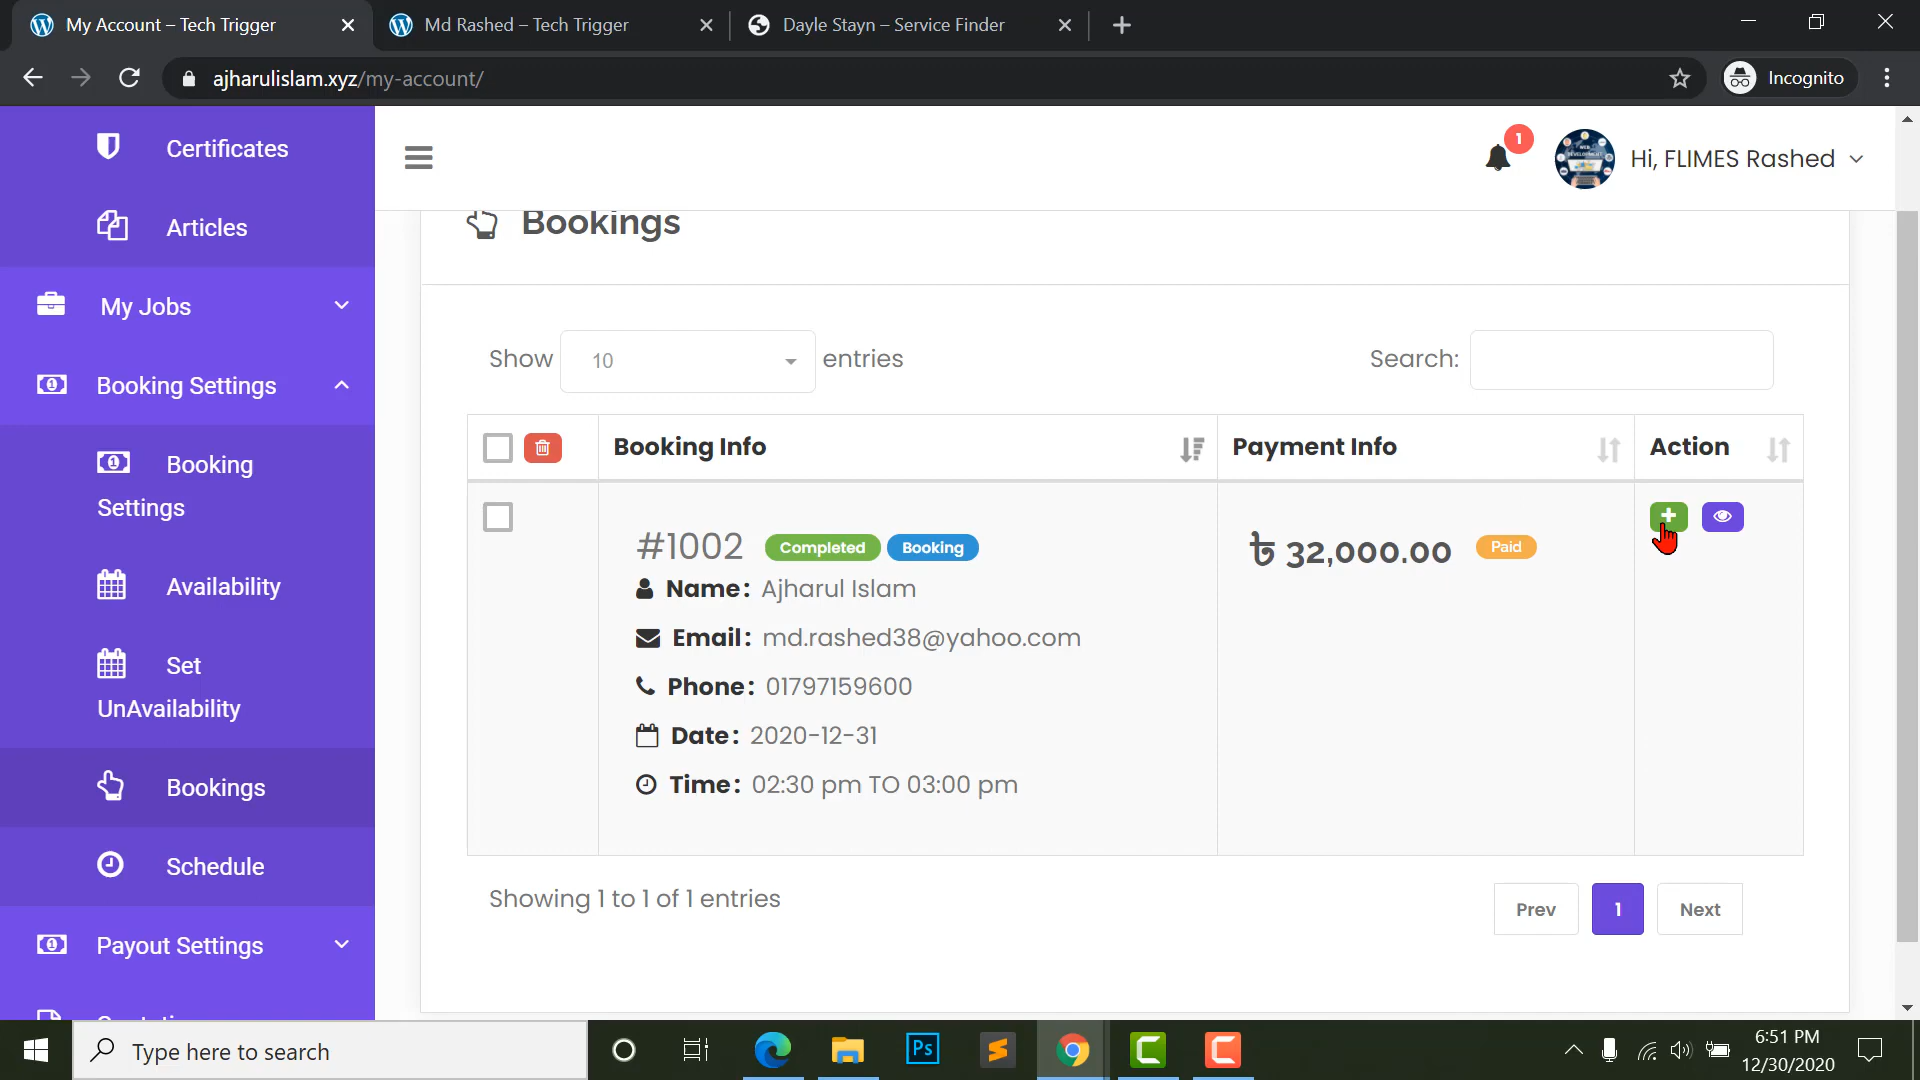 My Account – Tech Trigger
Md Rashed – Tech Trigger
Dayle Stayn – Service Finder
ajharulislam.xyz/my-account/
Incognito
Certificates
Articles
My Jobs
Booking Settings
Booking
Settings
Availability
Set
UnAvailability
Bookings
Schedule
Payout Settings
1
Hi, FLIMES Rashed
Bookings
Show 10 entries
Search:
Booking Info
Payment Info
Action
#1002 Completed Booking
৳ 32,000.00 Paid
Name: Ajharul Islam
Email: md.rashed38@yahoo.com
Phone: 01797159600
Date: 2020-12-31
Time: 02:30 pm TO 03:00 pm
Showing 1 to 1 of 1 entries
Prev 1 Next
Type here to search
Ps
6:51 PM
12/30/2020